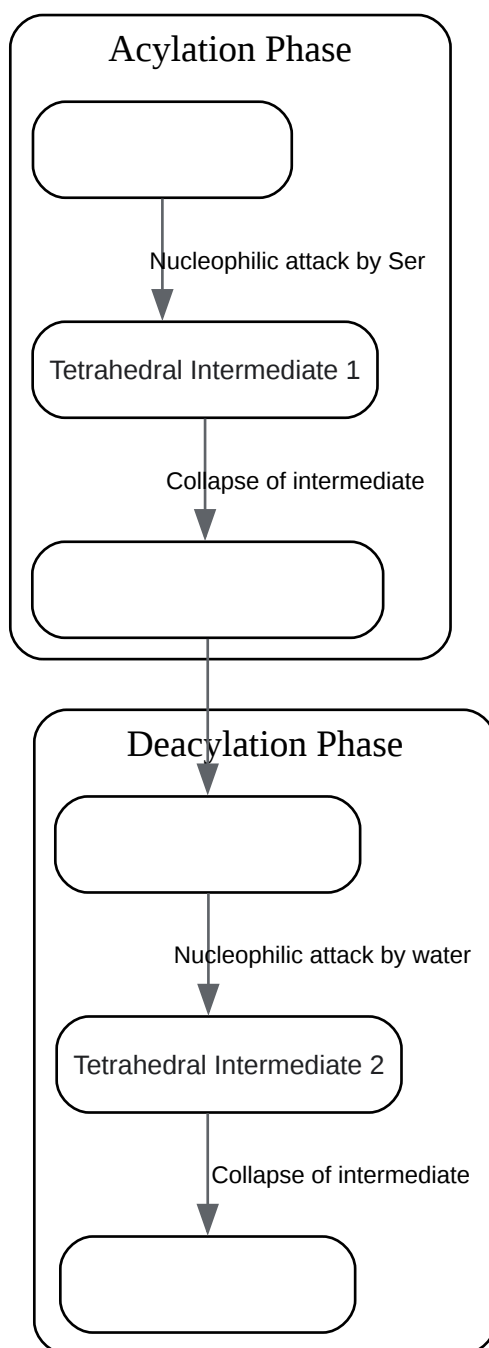 Acylation Phase
Nucleophilic attack by Ser
Tetrahedral Intermediate 1
Collapse of intermediate
Deacylation Phase
Nucleophilic attack by water
Tetrahedral Intermediate 2
Collapse of intermediate